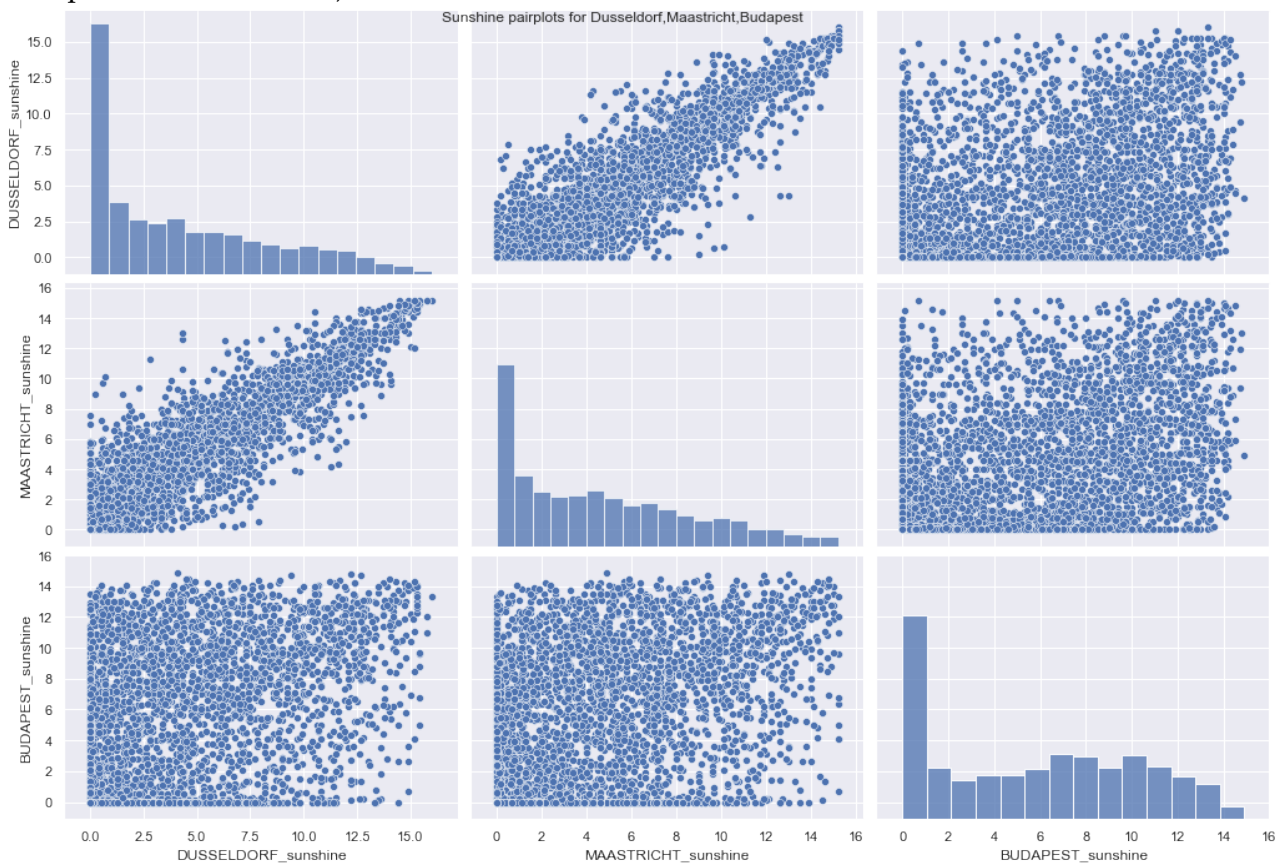 Sunshine pairplots for Dusseldorf,Maastricht,Budapest
15.0
12.5
10.0
7.5
5.0
2.5
0.0
DUSSELDORF_sunshine
16
14
12
10
8
6
4
2
0
MAASTRICHT_sunshine
16
14
12
10
8
6
4
2
0
BUDAPEST_sunshine
0.0 2.5 5.0 7.5 10.0 12.5 15.0
DUSSELDORF_sunshine
0 2 4 6 8 10 12 14 16
MAASTRICHT_sunshine
0 2 4 6 8 10 12 14 16
BUDAPEST_sunshine